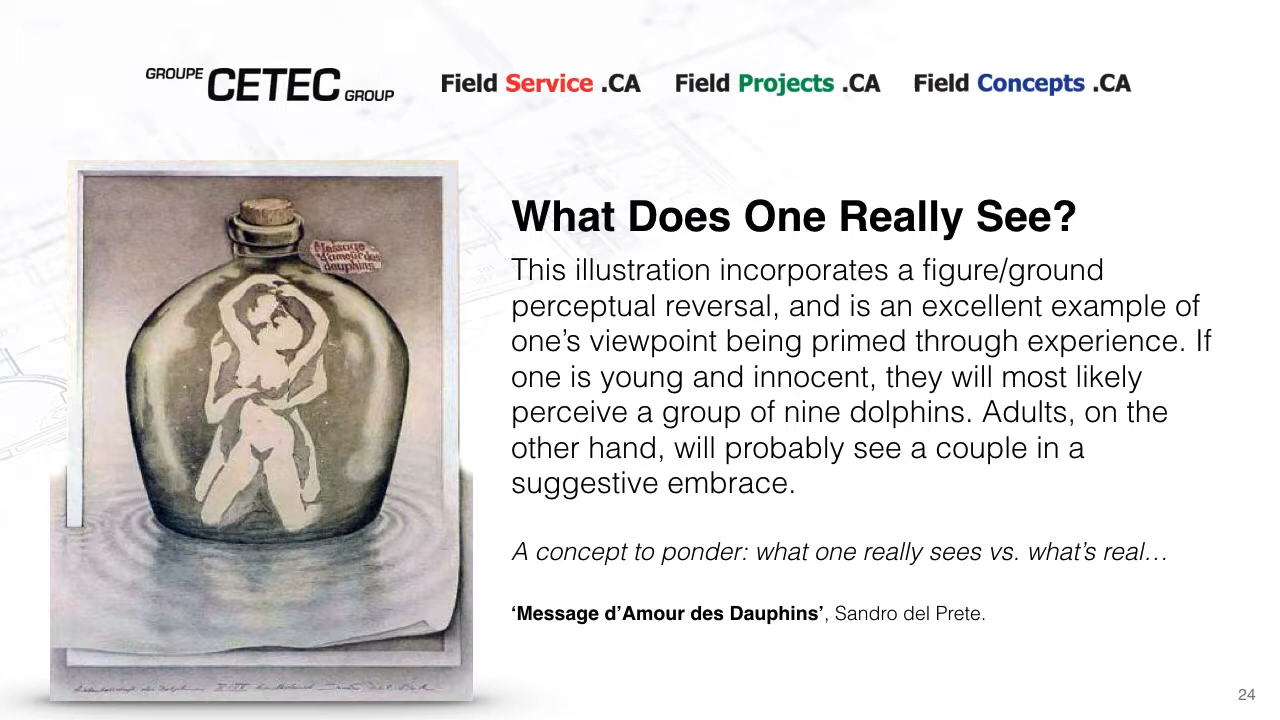 GROUPE CETEC GROUP
Field Service .CA Field Projects .CA Field Concepts .CA
What Does One Really See?
This illustration incorporates a figure/ground
perceptual reversal, and is an excellent example of
one’s viewpoint being primed through experience. If
one is young and innocent, they will most likely
perceive a group of nine dolphins. Adults, on the
other hand, will probably see a couple in a
suggestive embrace.
A concept to ponder: what one really sees vs. what’s real…
‘Message d’Amour des Dauphins’, Sandro del Prete.
Message
d'amour des
dauphins
24